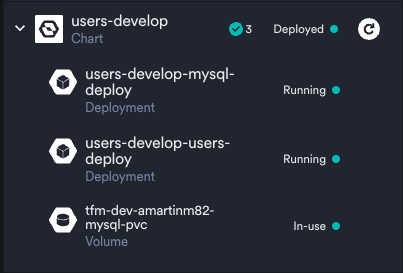 users-develop
Chart
3
Deployed
users-develop-mysql-
deploy
Deployment
Running
users-develop-users-
deploy
Deployment
Running
tfm-dev-amartinm82-
mysql-pvc
Volume
In-use